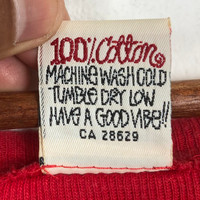 100% Cotton
MACHINE WASH COLD
TUMBLE DRY LOW
HAVE A GOOD VIBE!!
CA 28629